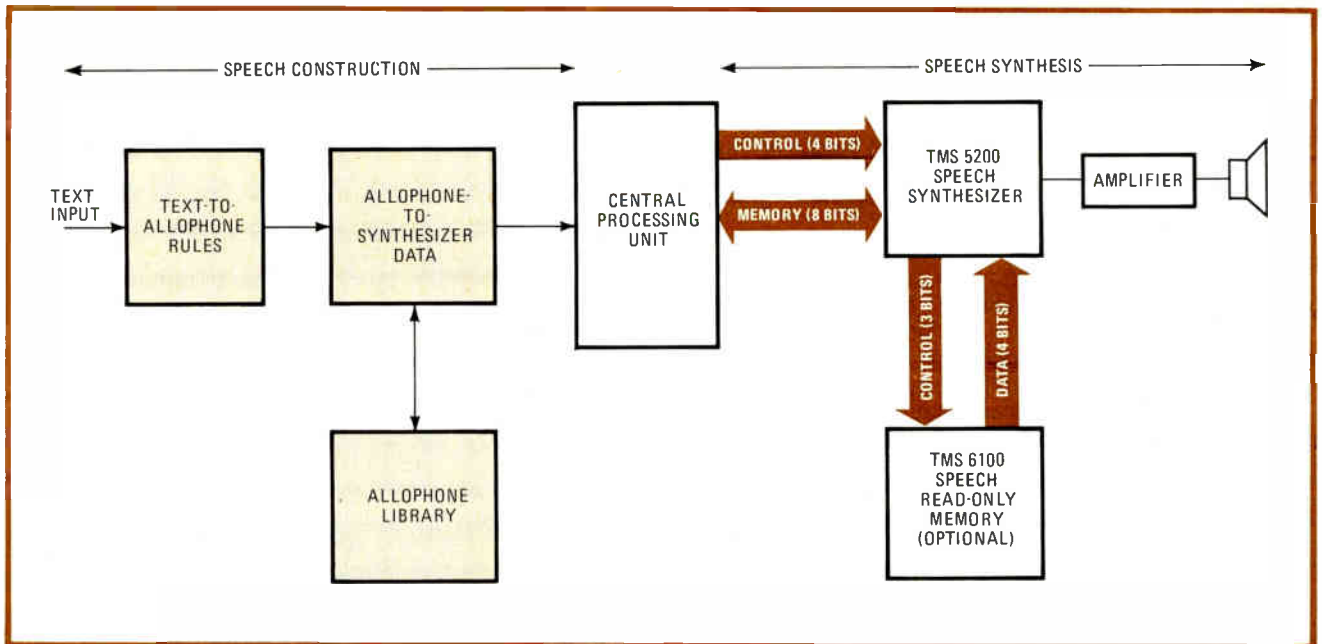 SPEECH CONSTRUCTION
SPEECH SYNTHESIS
TEXT
INPUT
TEXT-TO-
ALLOPHONE
RULES
ALLOPHONE-
TO-
SYNTHESIZER
DATA
CENTRAL
PROCESSING
UNIT
CONTROL (4 BITS)
MEMORY (8 BITS)
TMS 5200
SPEECH
SYNTHESIZER
AMPLIFIER
CONTROL (3 BITS)
DATA (4 BITS)
ALLOPHONE
LIBRARY
TMS 6100
SPEECH
READ-ONLY
MEMORY
(OPTIONAL)